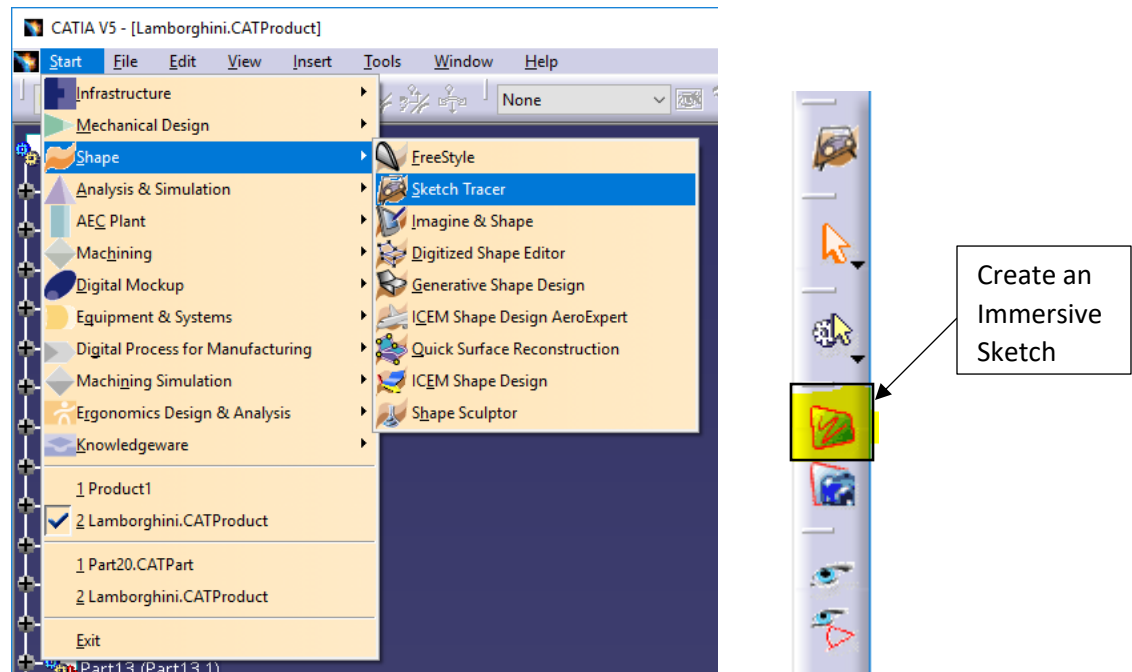 CATIA V5 - [Lamborghini.CATProduct]
Start File Edit View Insert Tools Window Help
None
Infrastructure
Mechanical Design
Shape
Analysis & Simulation
AEC Plant
Machining
Digital Mockup
Equipment & Systems
Digital Process for Manufacturing
Machining Simulation
Ergonomics Design & Analysis
Knowledgeware
1 Product1
2 Lamborghini.CATProduct
1 Part20.CATPart
2 Lamborghini.CATProduct
Exit
Part13 (Part13.1)
FreeStyle
Sketch Tracer
Imagine & Shape
Digitized Shape Editor
Generative Shape Design
ICEM Shape Design AeroExpert
Quick Surface Reconstruction
ICEM Shape Design
Shape Sculptor
Create an
Immersive
Sketch